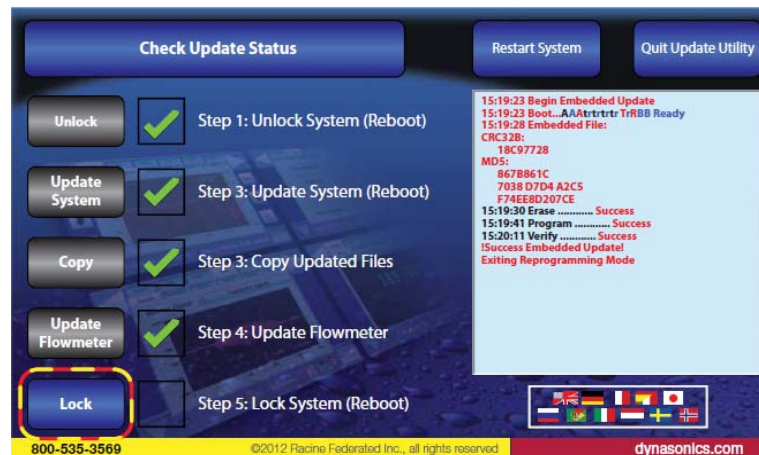 Check Update Status
Restart System
Quit Update Utility
Unlock
Step 1: Unlock System (Reboot)
Update
System
Step 3: Update System (Reboot)
Copy
Step 3: Copy Updated Files
Update
Flowmeter
Step 4: Update Flowmeter
Lock
Step 5: Lock System (Reboot)
15:19:23 Begin Embedded Update
15:19:23 Boot...AAAtrtrtrtr TrRBB Ready
15:19:28 Embedded File:
CRC32B:
18C97728
MD5:
867B861C
7038 D7D4 A2C5
F74EE8D207CE
15:19:30 Erase ............ Success
15:19:41 Program ............ Success
15:20:11 Verify ............ Success
!Success Embedded Update!
Exiting Reprogramming Mode
800-535-3569
©2012 Racine Federated Inc., all rights reserved
dynasonics.com